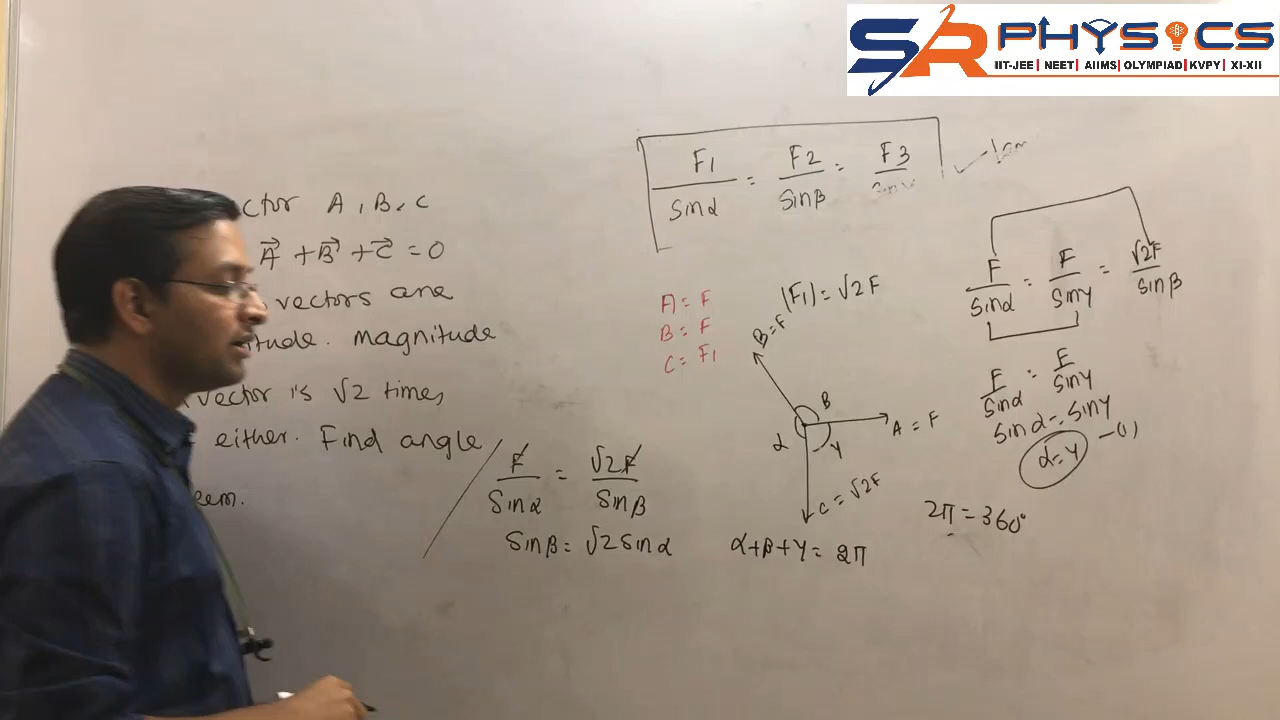 SR PHYSICS
IIT-JEE | NEET | AIIMS | OLYMPIAD | KVPY | XI-XII
ctor A, B, C
A⃗ + B⃗ + C⃗ = 0
vectors are
itude. magnitude
vector is √2 times
either. Find angle
eem.
F1/Sinα = F2/Sinβ = F3/Sinγ
A = F
B = F
C = F1
|F1| = √2F
B = F
β
α
γ
A = F
C = √2F
F/Sinα = F/Sinγ = √2F/Sinβ
F/Sinα = F/Sinγ
Sinα = Sinγ
α = γ -(1)
F/Sinα = √2F/Sinβ
Sinβ = √2 Sinα
α+β+γ = 2π
2π = 360°